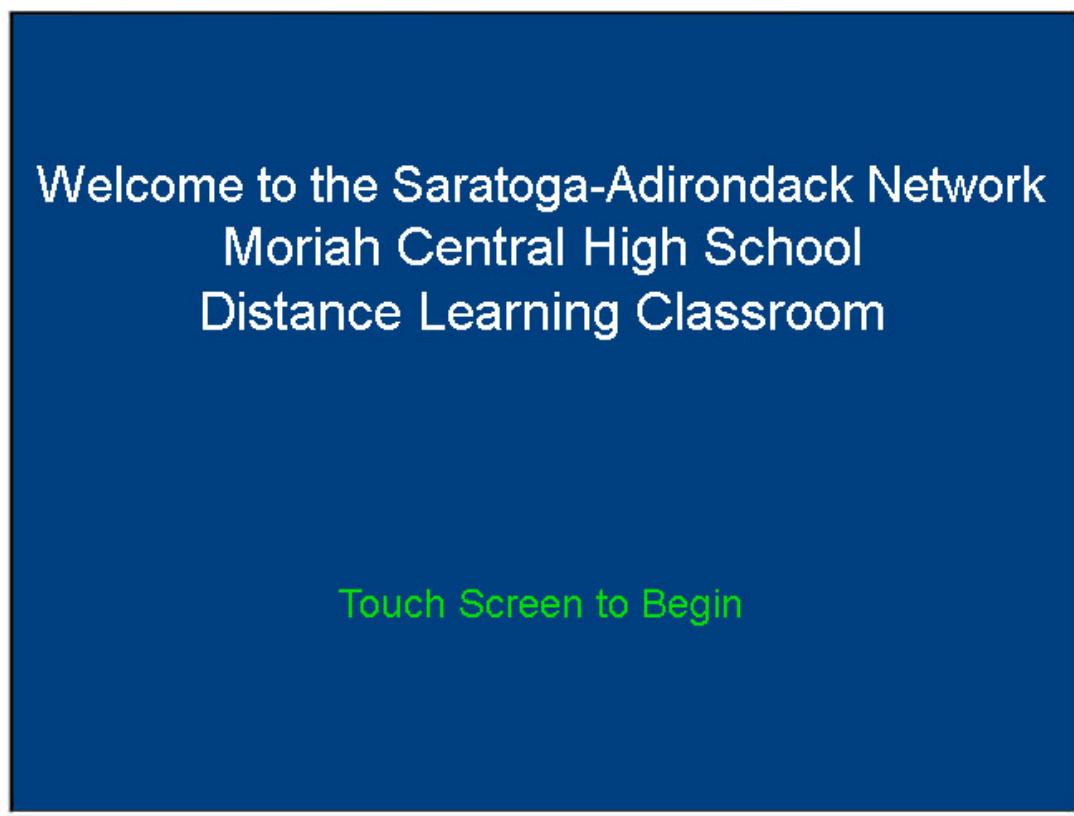 Welcome to the Saratoga-Adirondack Network
Moriah Central High School
Distance Learning Classroom
Touch Screen to Begin